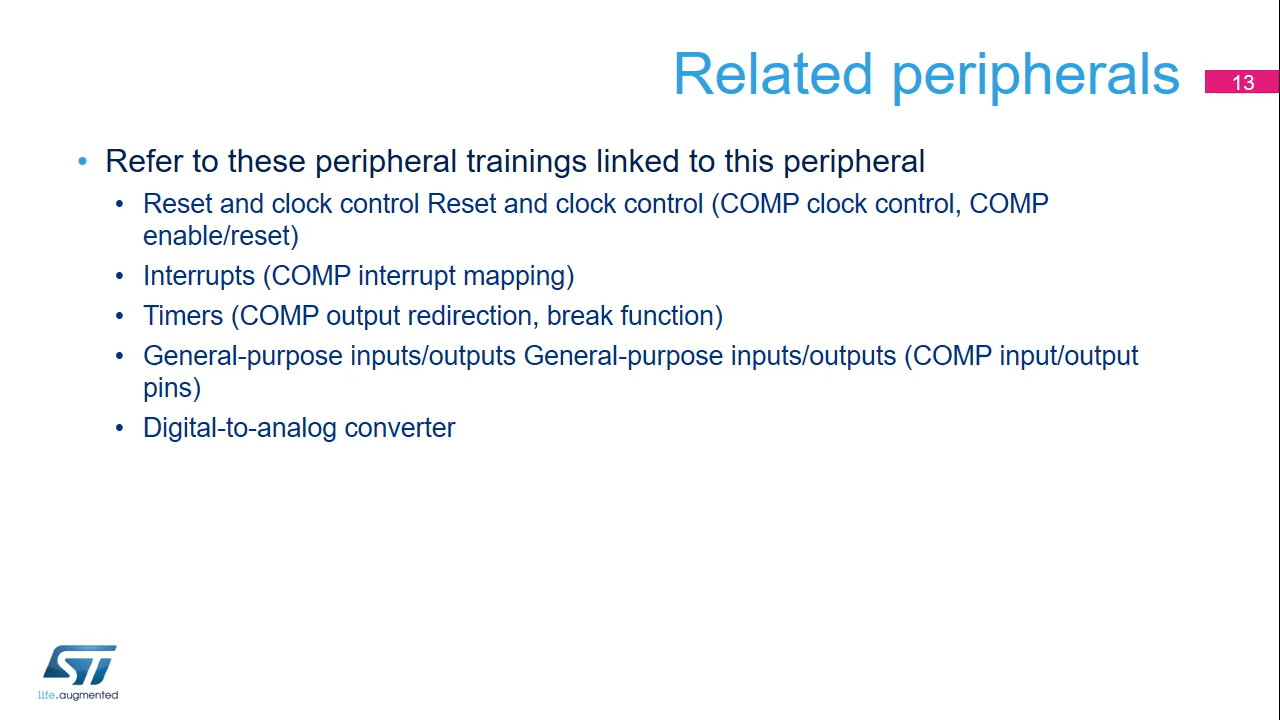 Related peripherals
13
• Refer to these peripheral trainings linked to this peripheral
• Reset and clock control Reset and clock control (COMP clock control, COMP
enable/reset)
• Interrupts (COMP interrupt mapping)
• Timers (COMP output redirection, break function)
• General-purpose inputs/outputs General-purpose inputs/outputs (COMP input/output
pins)
• Digital-to-analog converter
ST
life.augmented